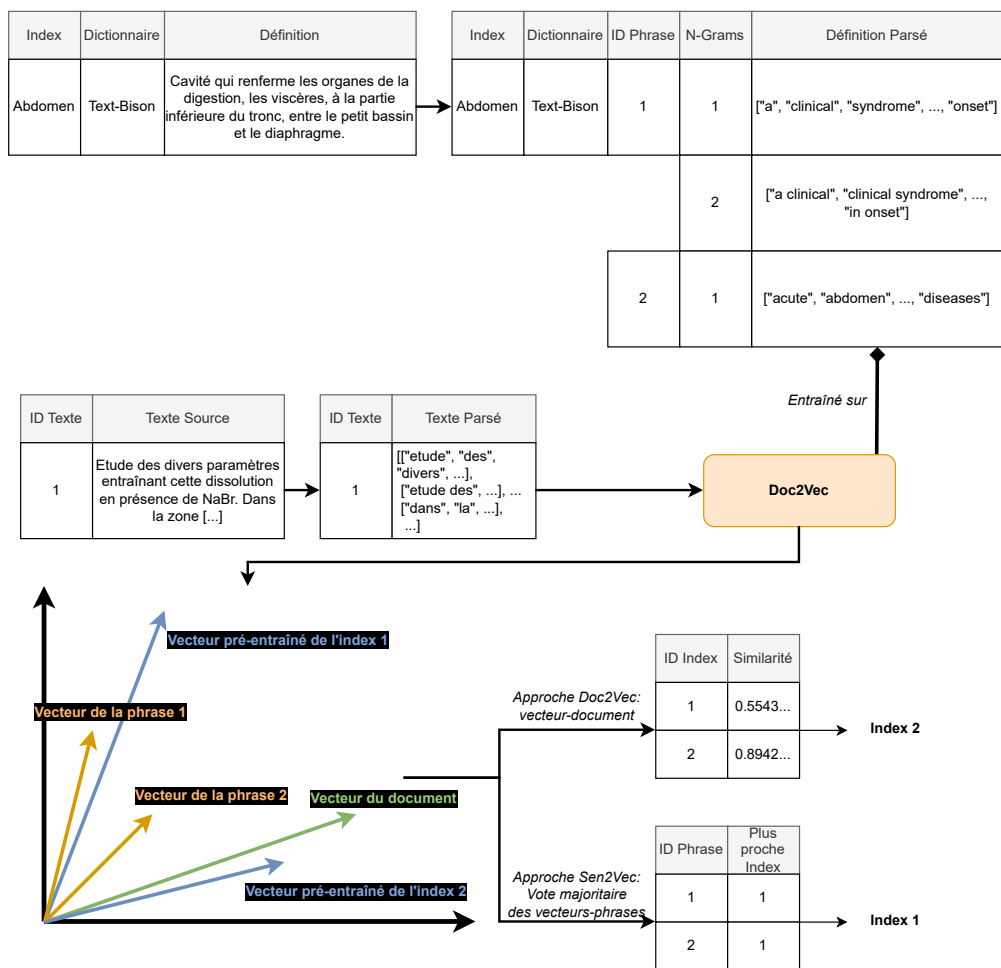 Index Dictionnaire Définition
Abdomen Text-Bison
Cavité qui renferme les organes de la
digestion, les viscères, à la partie
inférieure du tronc, entre le petit bassin
et le diaphragme.
Index Dictionnaire ID Phrase N-Grams Définition Parsé
Abdomen Text-Bison 1 1 ["a", "clinical", "syndrome", ..., "onset"]
2
["a clinical", "clinical syndrome", ...,
"in onset"]
2 1 ["acute", "abdomen", ..., "diseases"]
Entraîné sur
ID Texte Texte Source
1
Etude des divers paramètres
entraînant cette dissolution
en présence de NaBr. Dans
la zone [...]
ID Texte Texte Parsé
1
[["etude", "des",
"divers", ...],
["etude des", ...], ...
["dans", "la", ...],
...]
Doc2Vec
Vecteur pré-entraîné de l'index 1
Vecteur de la phrase 1
Vecteur de la phrase 2
Vecteur du document
Vecteur pré-entraîné de l'index 2
Approche Doc2Vec:
vecteur-document
ID Index Similarité
1 0.5543...
2 0.8942...
Index 2
Approche Sen2Vec:
Vote majoritaire
des vecteurs-phrases
ID Phrase
Plus
proche
Index
1 1
2 1
Index 1